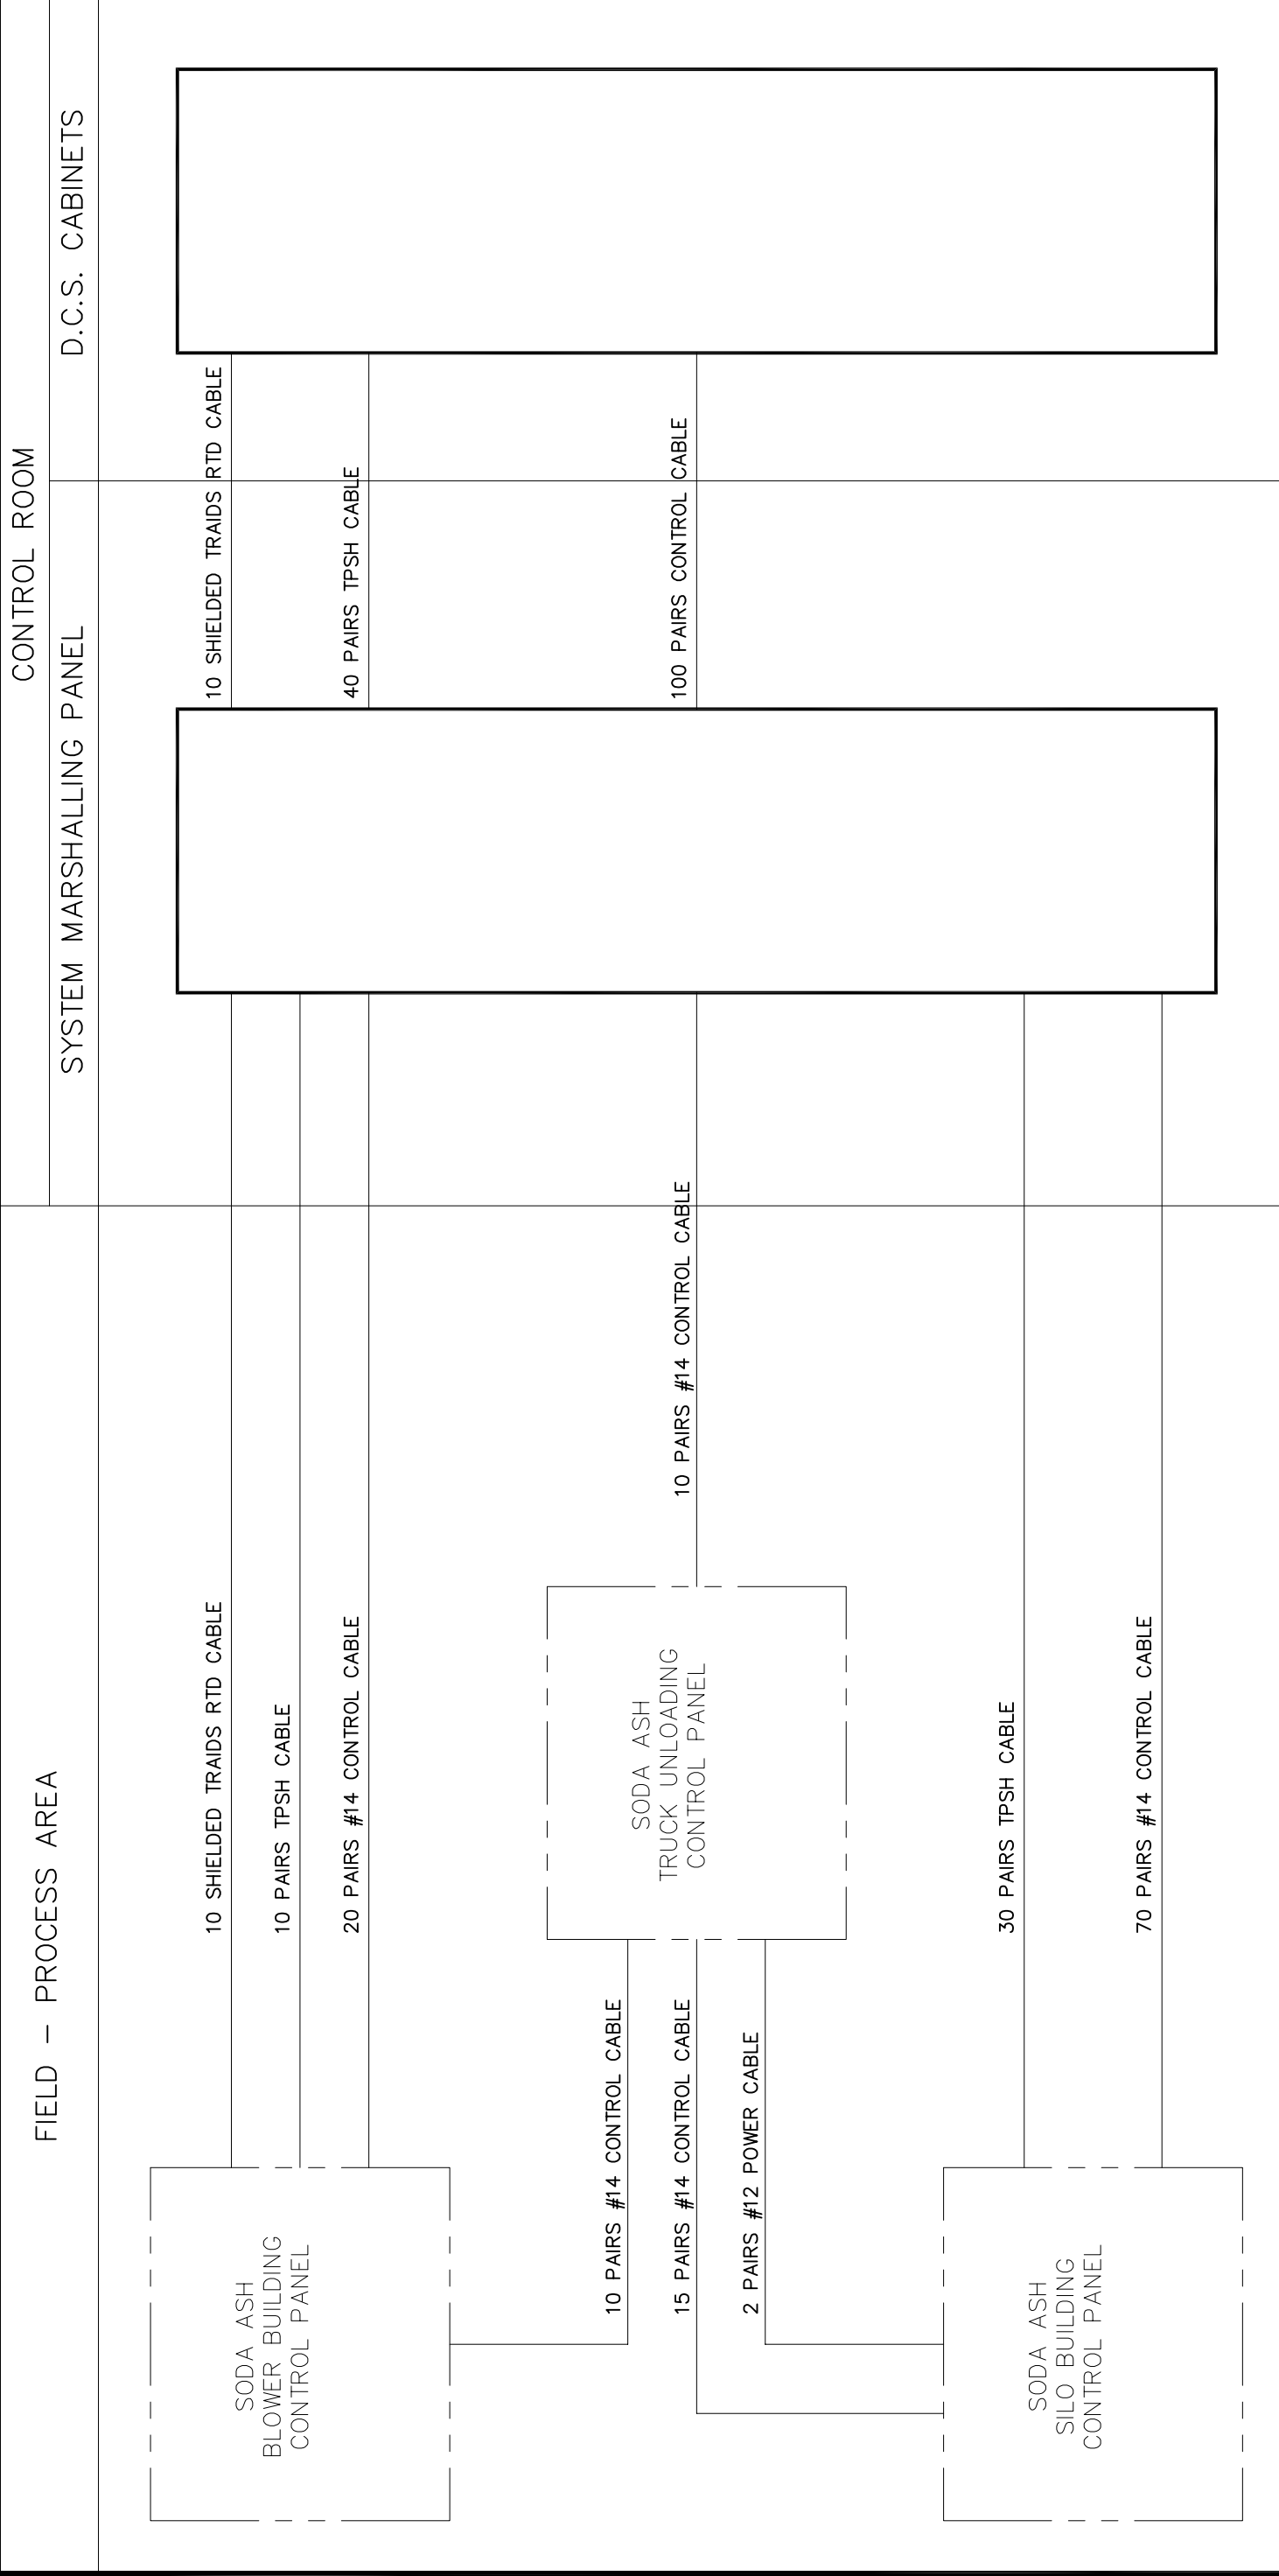 FIELD - PROCESS AREA
CONTROL ROOM
SYSTEM MARSHALLING PANEL
D.C.S. CABINETS
SODA ASH
BLOWER BUILDING
CONTROL PANEL
10 SHIELDED TRAIDS RTD CABLE
10 PAIRS TPSH CABLE
20 PAIRS #14 CONTROL CABLE
10 SHIELDED TRAIDS RTD CABLE
40 PAIRS TPSH CABLE
100 PAIRS CONTROL CABLE
10 PAIRS #14 CONTROL CABLE
15 PAIRS #14 CONTROL CABLE
2 PAIRS #12 POWER CABLE
SODA ASH
TRUCK UNLOADING
CONTROL PANEL
10 PAIRS #14 CONTROL CABLE
SODA ASH
SILO BUILDING
CONTROL PANEL
30 PAIRS TPSH CABLE
70 PAIRS #14 CONTROL CABLE